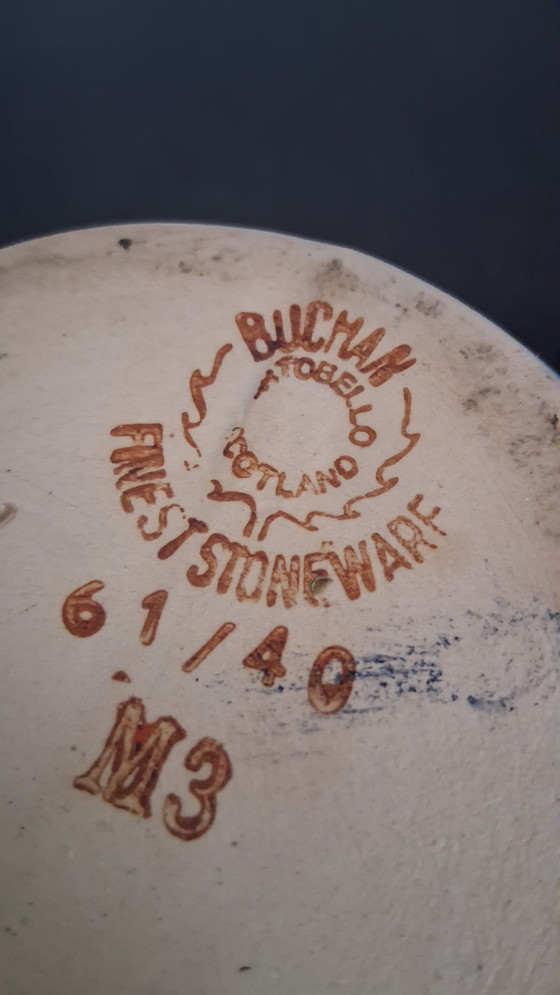 BUCHAN
TOBELLO
COTLAND
FINEST STONEWARE
61/40
M3